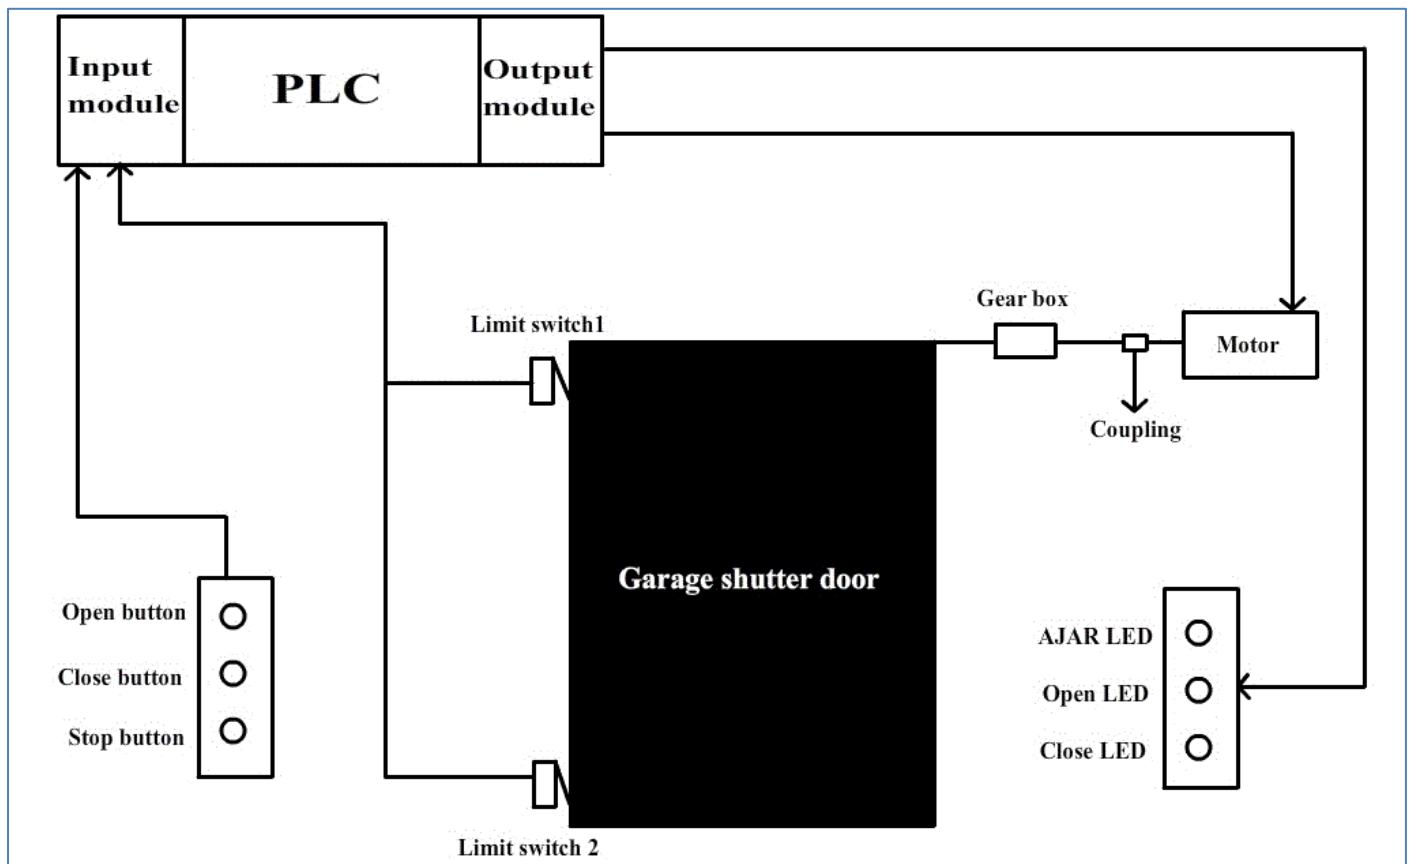 Input
module
PLC
Output
module
Gear box
Limit switch1
Motor
Coupling
Garage shutter door
Open button
Close button
Stop button
AJAR LED
Open LED
Close LED
Limit switch 2